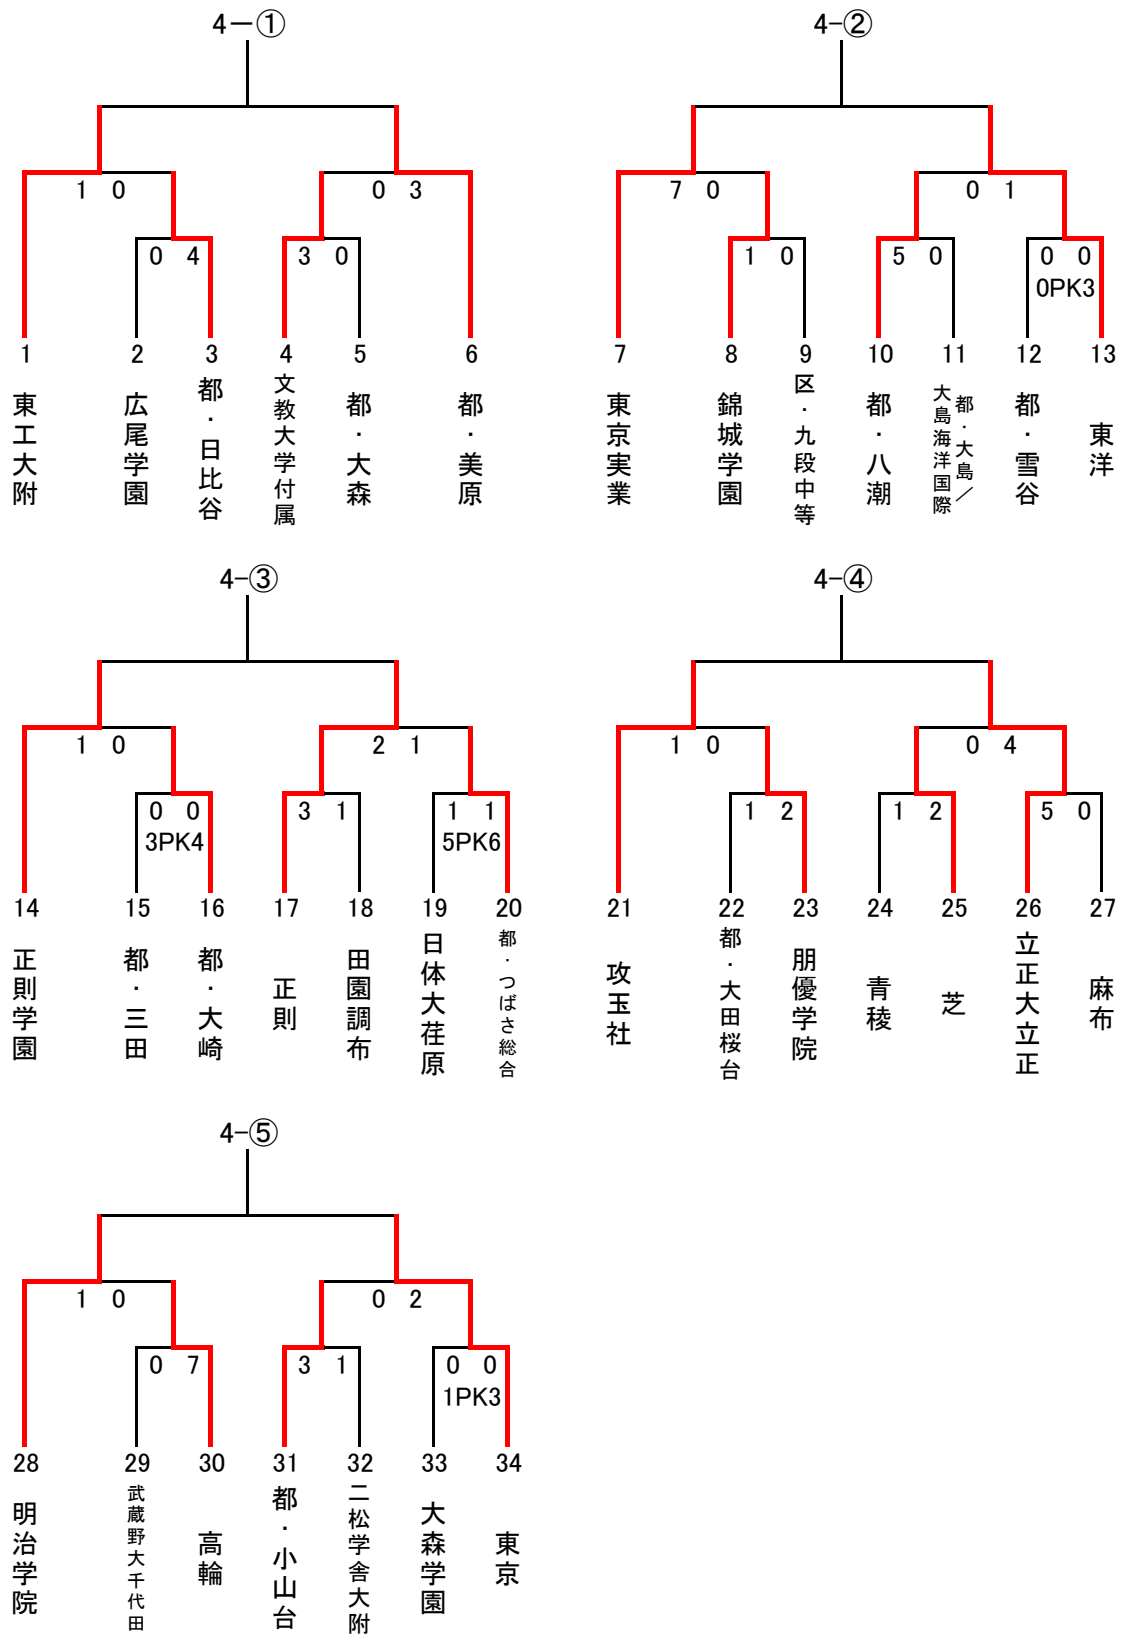 4ー①
4-②
1 0
0 3
7 0
0 1
0 4
3 0
1 0
5 0
0 0
0PK3
1
2
3
4
5
6
7
8
9
10
11
12
13
東工大附
広尾学園
都・日比谷
文教大学付属
都・大森
都・美原
東京実業
錦城学園
区・九段中等
都・八潮
都・大島／
大島海洋国際
都・雪谷
東洋
4-③
4-④
1 0
2 1
1 0
0 4
0 0
3PK4
3 1
1 1
5PK6
1 2
1 2
5 0
14
15
16
17
18
19
20
21
22
23
24
25
26
27
正則学園
都・三田
都・大崎
正則
田園調布
日体大荏原
都・つばさ総合
攻玉社
都・大田桜台
朋優学院
青稜
芝
立正大立正
麻布
4-⑤
1 0
0 2
0 7
3 1
0 0
1PK3
28
29
30
31
32
33
34
明治学院
武蔵野大千代田
高輪
都・小山台
二松学舎大附
大森学園
東京